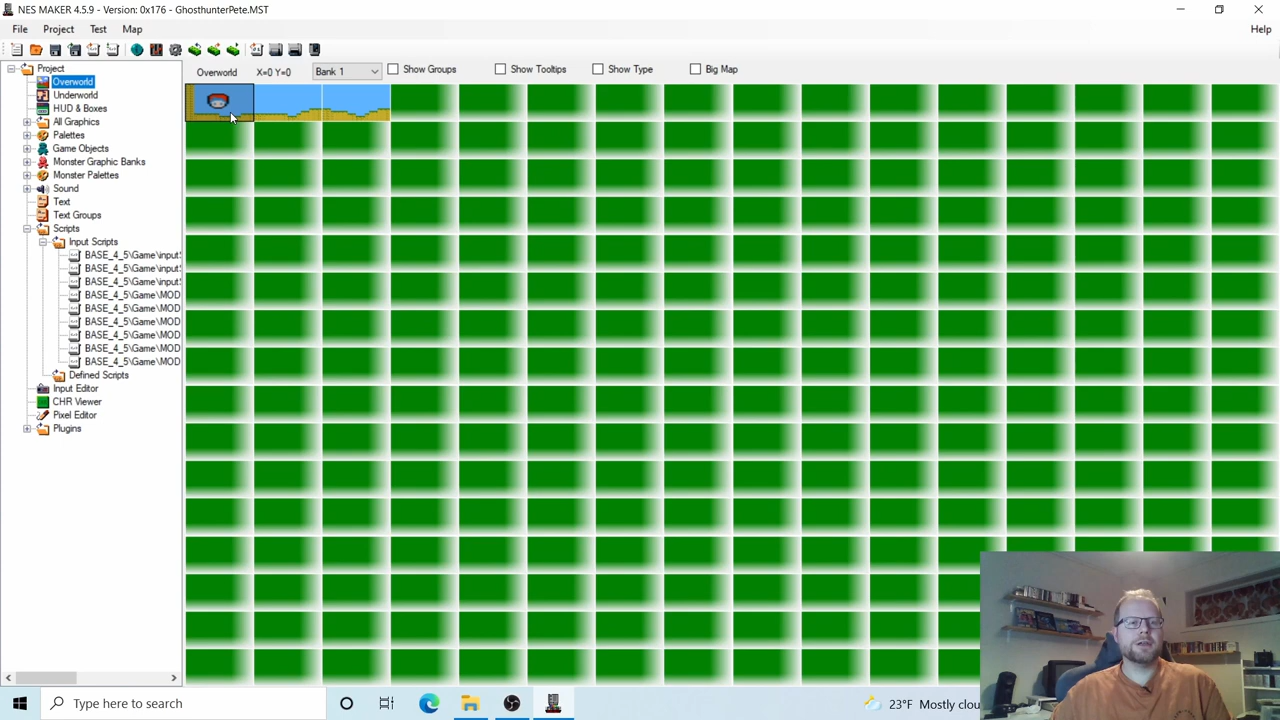 NES MAKER 4.5.9 - Version: 0x176 - GhosthunterPete.MST
File Project Test Map Help
Overworld X=0 Y=0 Bank 1 Show Groups Show Tooltips Show Type Big Map
Project
Overworld
Underworld
HUD & Boxes
All Graphics
Palettes
Game Objects
Monster Graphic Banks
Monster Palettes
Sound
Text
Text Groups
Scripts
Input Scripts
BASE_4_5\Game\input
BASE_4_5\Game\input
BASE_4_5\Game\input
BASE_4_5\Game\MOD
BASE_4_5\Game\MOD
BASE_4_5\Game\MOD
BASE_4_5\Game\MOD
BASE_4_5\Game\MOD
BASE_4_5\Game\MOD
Defined Scripts
Input Editor
CHR Viewer
Pixel Editor
Plugins
Type here to search
23°F Mostly clou